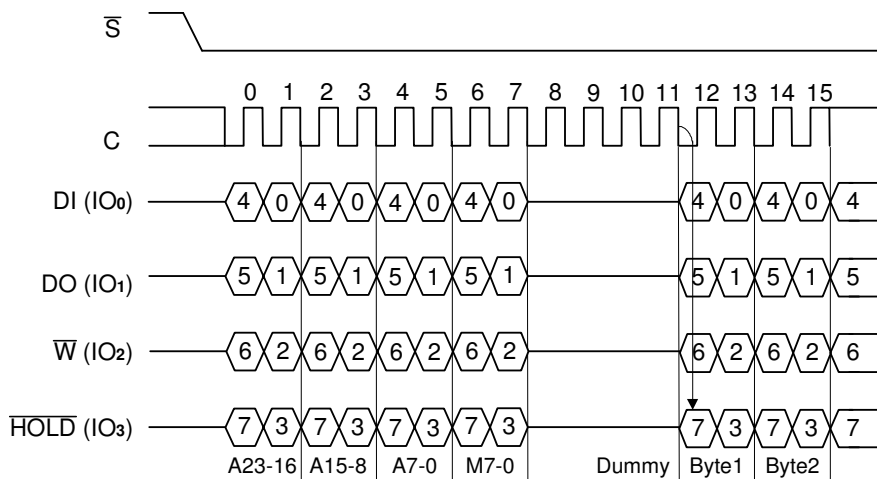 S
0 1 2 3 4 5 6 7 8 9 10 11 12 13 14 15
C
DI (IO0) 4 0 4 0 4 0 4 0 4 0 4 0 4
DO (IO1) 5 1 5 1 5 1 5 1 5 1 5 1 5
W (IO2) 6 2 6 2 6 2 6 2 6 2 6 2 6
HOLD (IO3) 7 3 7 3 7 3 7 3 7 3 7 3 7
A23-16 A15-8 A7-0 M7-0 Dummy Byte1 Byte2